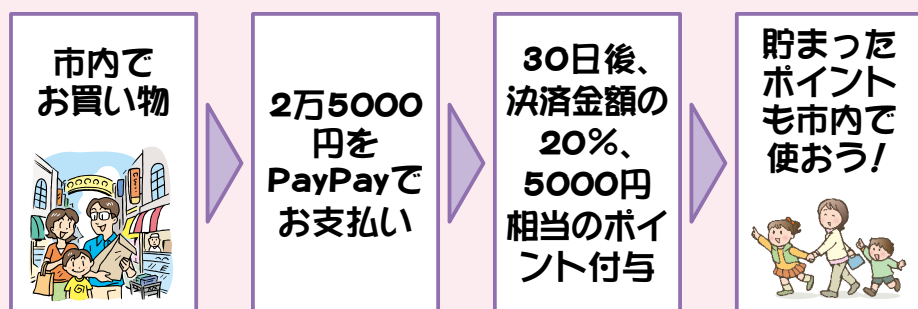 市内で
お買い物
2万5000
円を
PayPayで
お支払い
30日後、
決済金額の
20%、
5000円
相当のポイ
ント付与
貯まった
ポイント
も市内で
使おう!